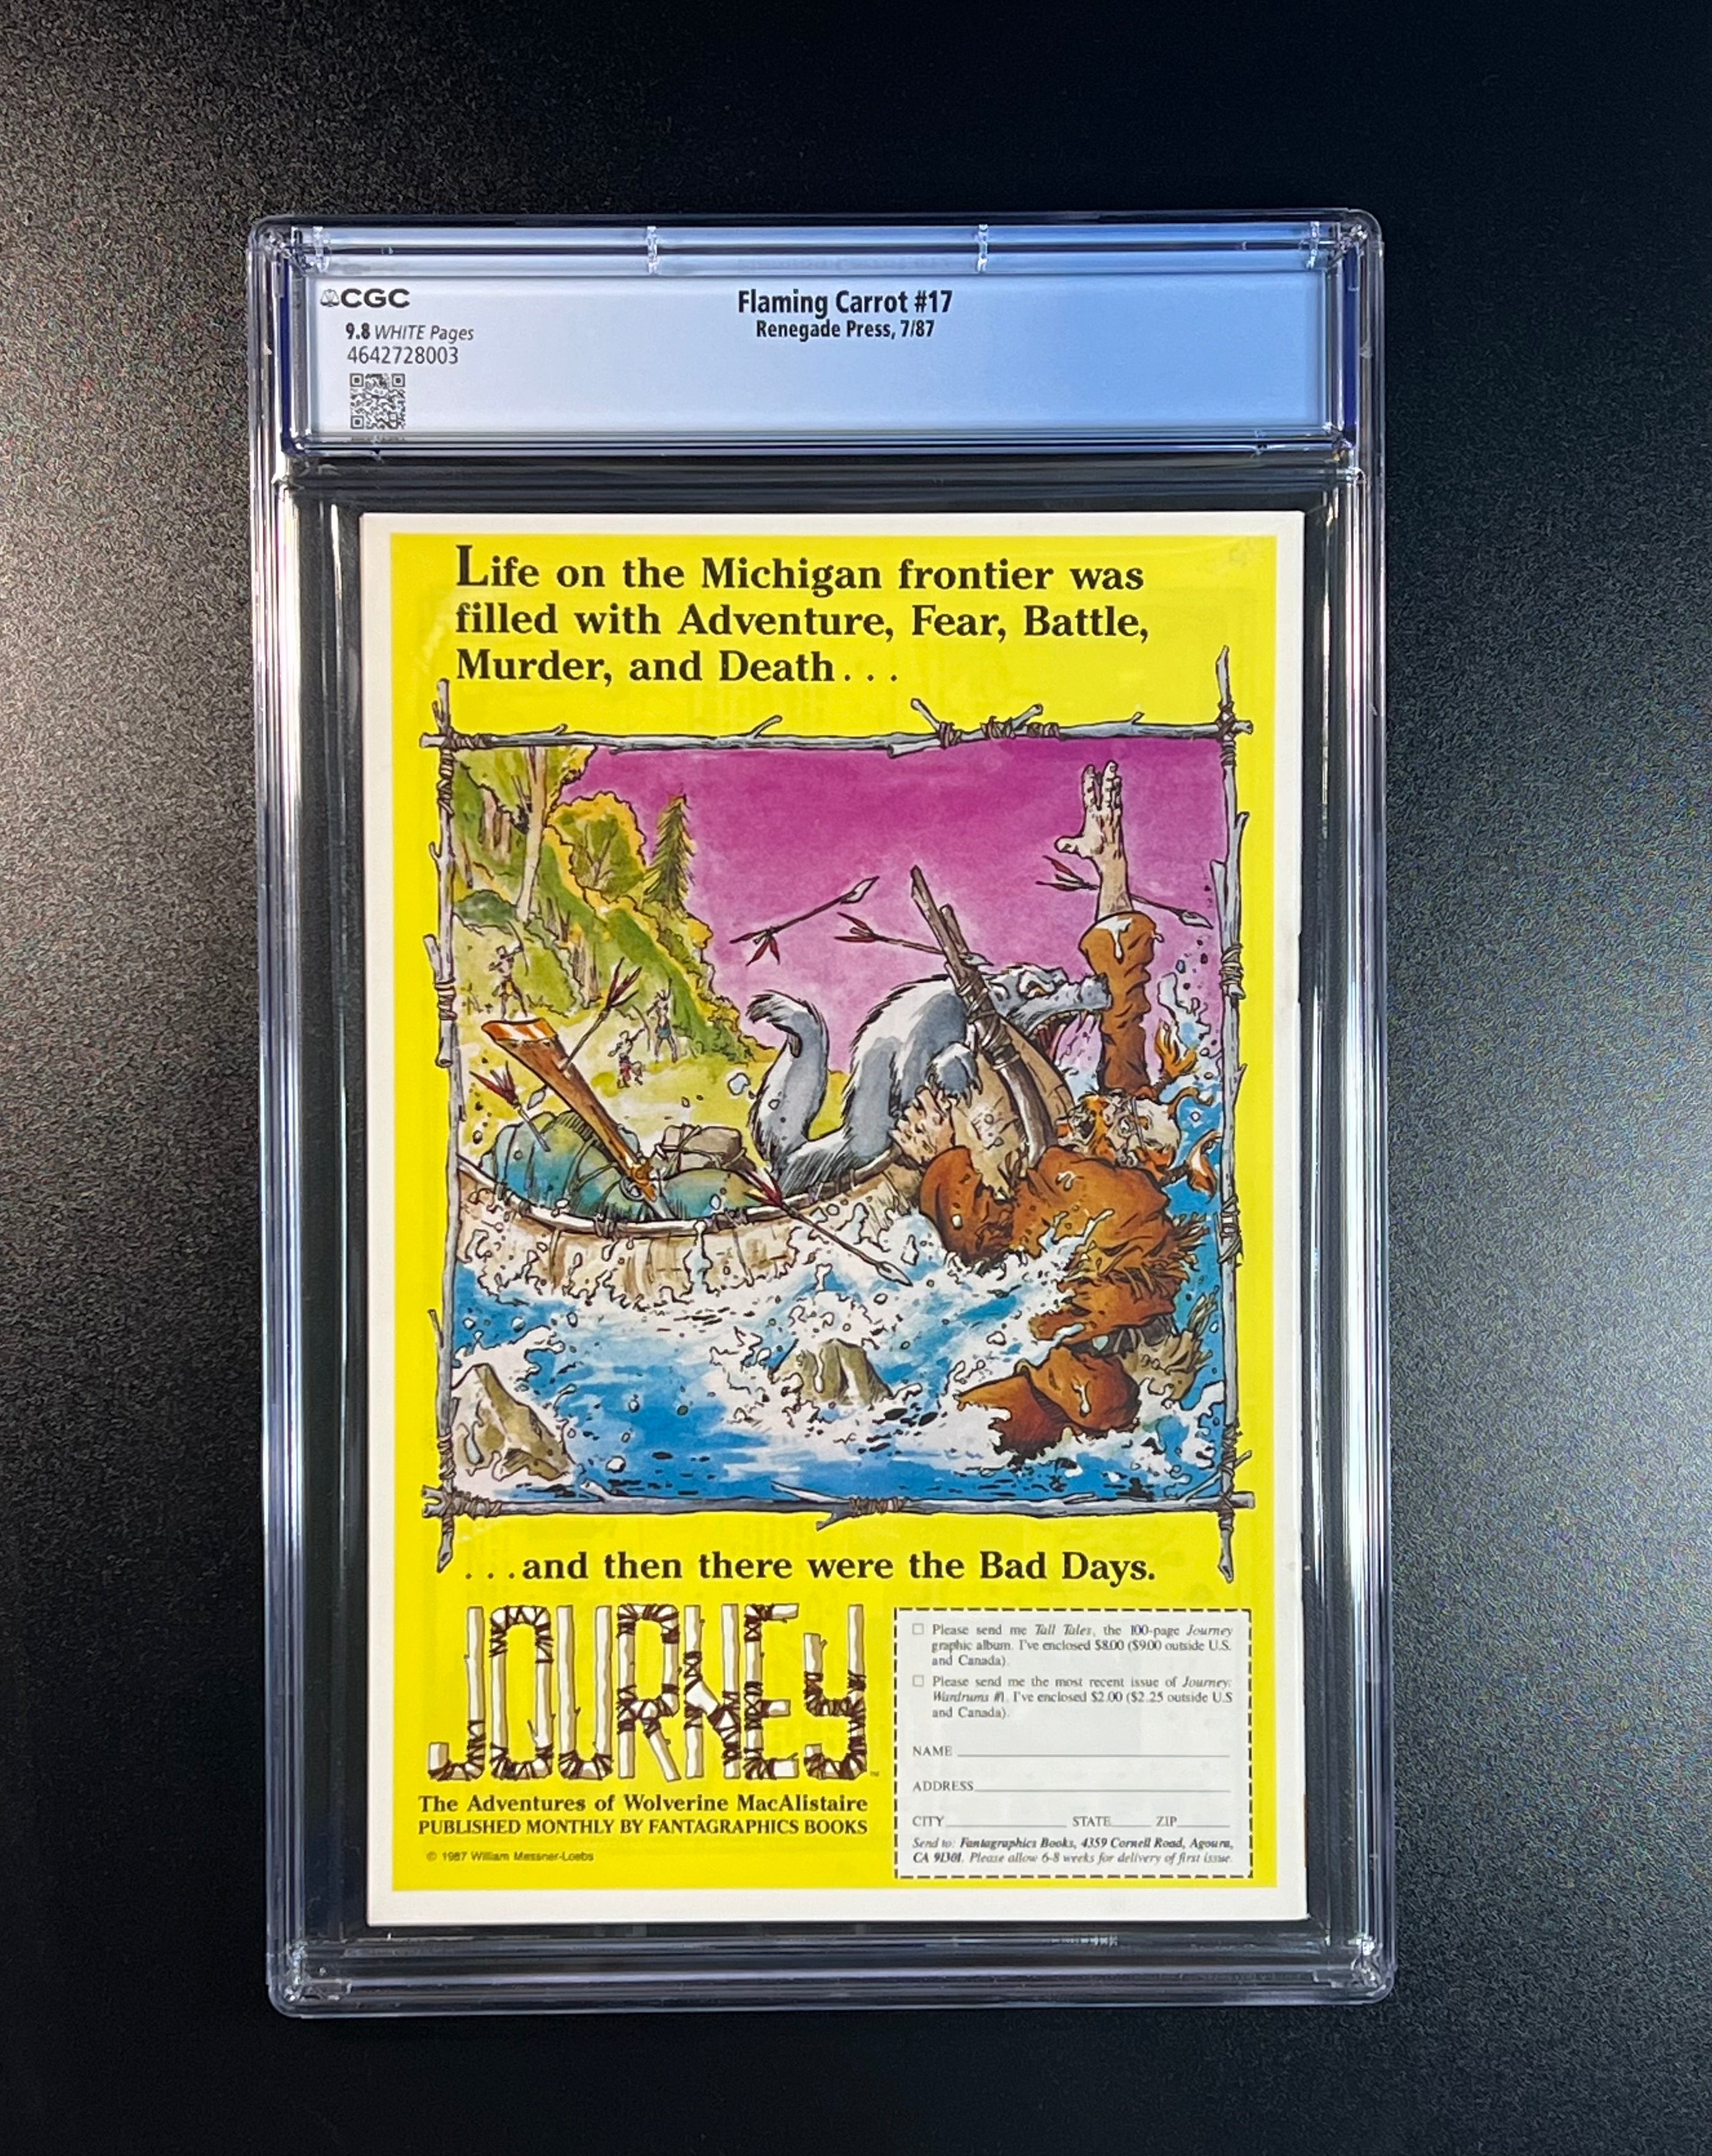 CGC
9.8 WHITE Pages
4642728003
Flaming Carrot #17
Renegade Press, 7/87
Life on the Michigan frontier was
filled with Adventure, Fear, Battle,
Murder, and Death...
...and then there were the Bad Days.
JOURNEY™
The Adventures of Wolverine MacAlistaire
PUBLISHED MONTHLY BY FANTAGRAPHICS BOOKS
© 1987 William Messner-Loebs
☐ Please send me Tall Tales, the 100-page Journey
graphic album. I've enclosed $8.00 ($9.00 outside U.S.
and Canada).
☐ Please send me the most recent issue of Journey:
Wardrums #1. I've enclosed $2.00 ($2.25 outside U.S
and Canada).
NAME
ADDRESS
CITY STATE ZIP
Send to: Fantagraphics Books, 4359 Cornell Road, Agoura,
CA 91301. Please allow 6-8 weeks for delivery of first issue.